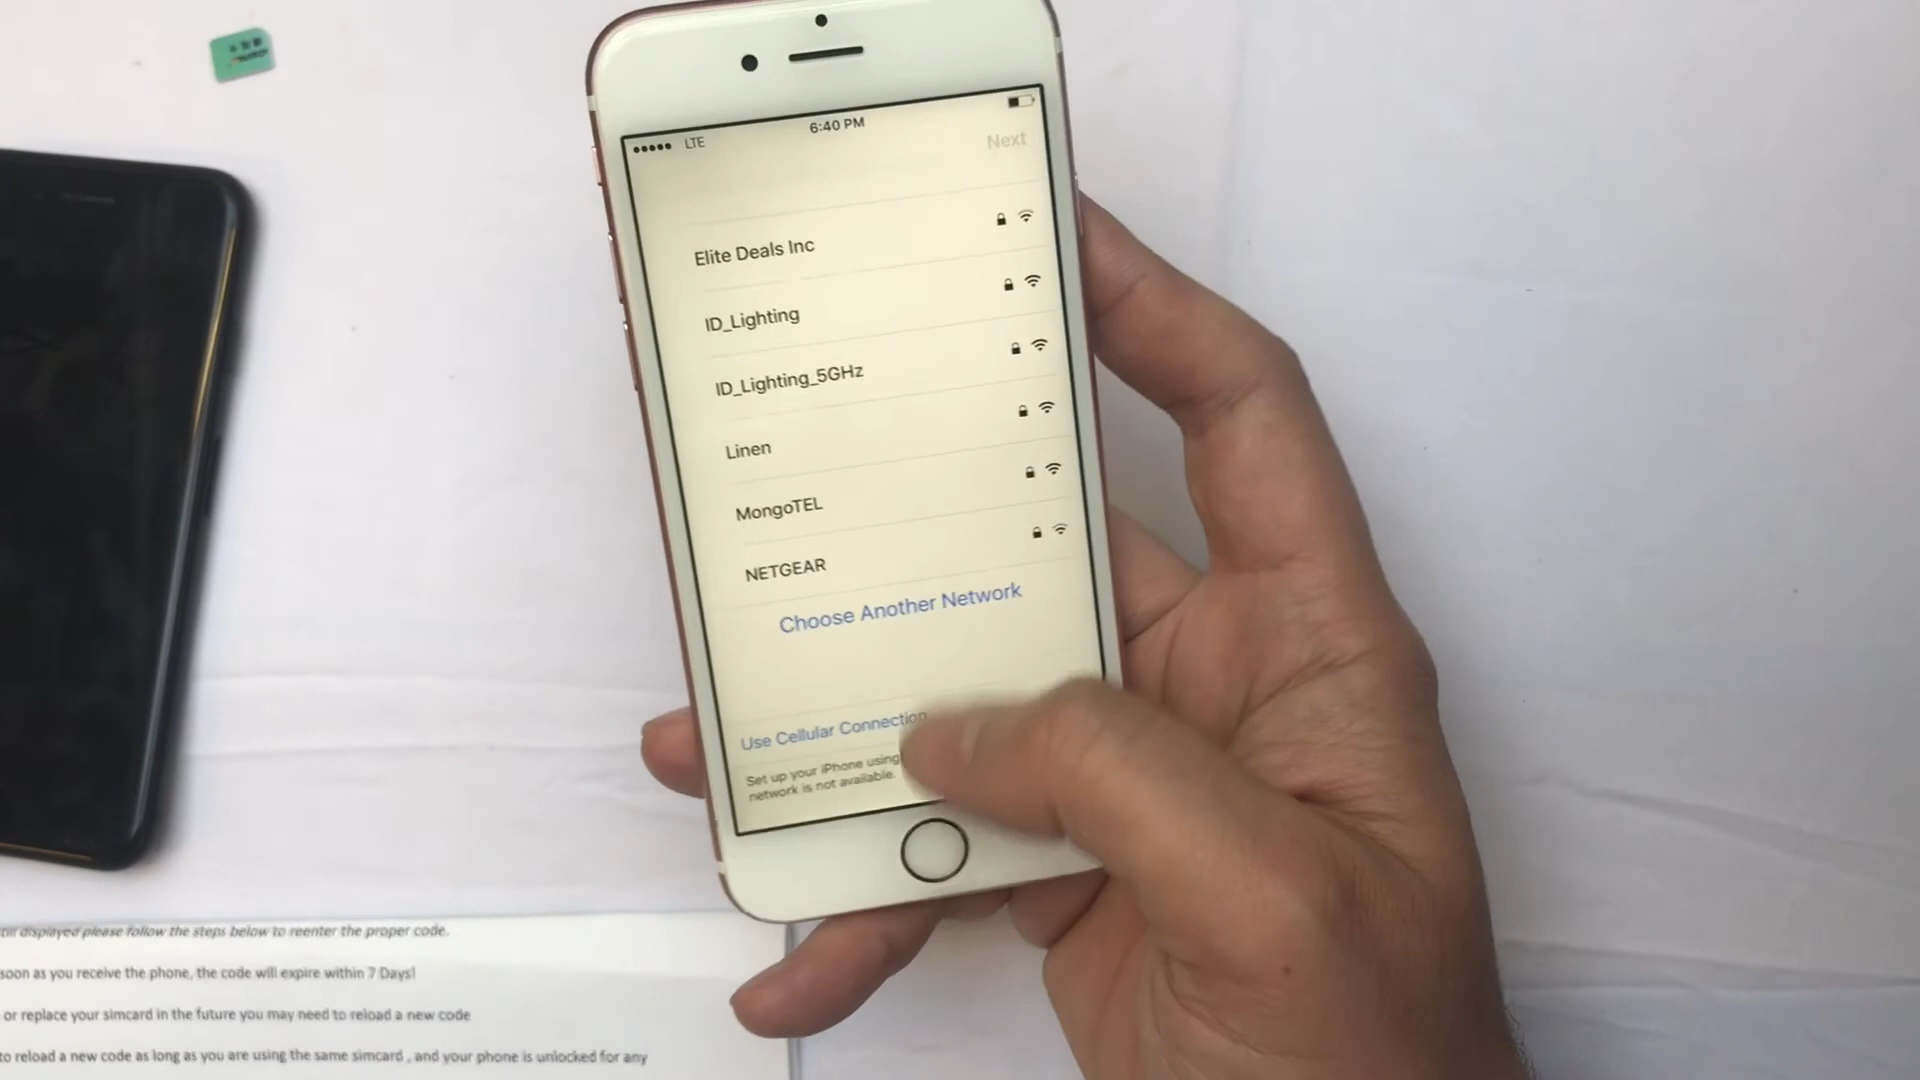 LTE
6:40 PM
Next
Elite Deals Inc
ID_Lighting
ID_Lighting_5GHz
Linen
MongoTEL
NETGEAR
Choose Another Network
Use Cellular Connection
Set up your iPhone using
network is not available.
displayed please follow the steps below to reenter the proper code.
soon as you receive the phone, the code will expire within 7 Days!
or replace your simcard in the future you may need to reload a new code
to reload a new code as long as you are using the same simcard , and your phone is unlocked for any